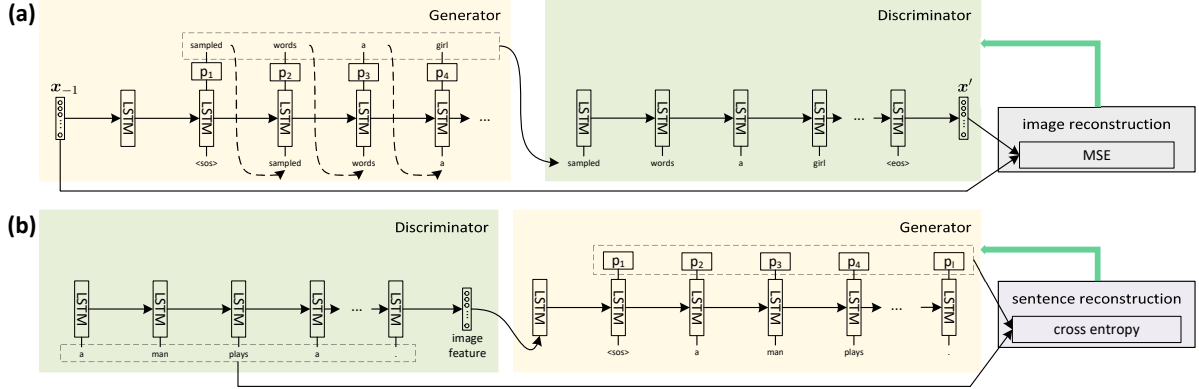 (a)
Generator
Discriminator
sampled words a girl
p1 p2 p3 p4
x−1
LSTM LSTM LSTM LSTM LSTM ...
<sos> sampled words a
LSTM LSTM LSTM LSTM ... LSTM
sampled words a girl <eos>
x′
image reconstruction
MSE
(b)
Discriminator
Generator
LSTM LSTM LSTM LSTM ... LSTM
a man plays a .
image
feature
p1 p2 p3 p4 pl
LSTM LSTM LSTM LSTM LSTM ... LSTM
<sos> a man plays .
sentence reconstruction
cross entropy